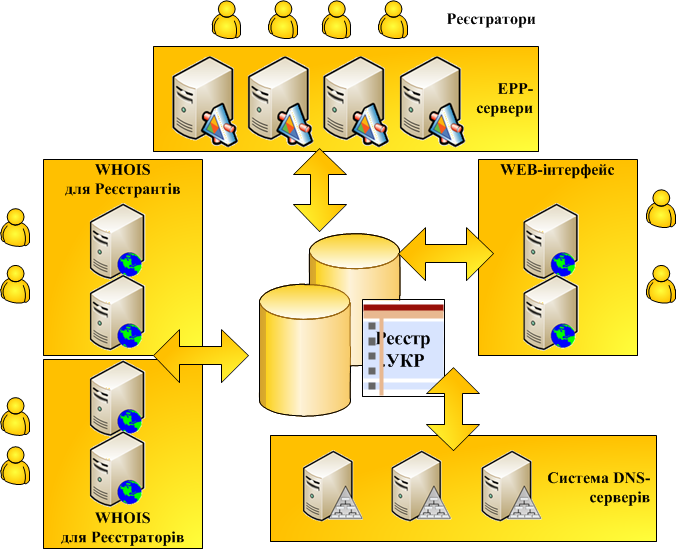 Реєстратори
EPP-
сервери
WHOIS
для Реєстрантів
WEB-інтерфейс
Реєстр
.УКР
WHOIS
для Реєстраторів
Система DNS-
серверів